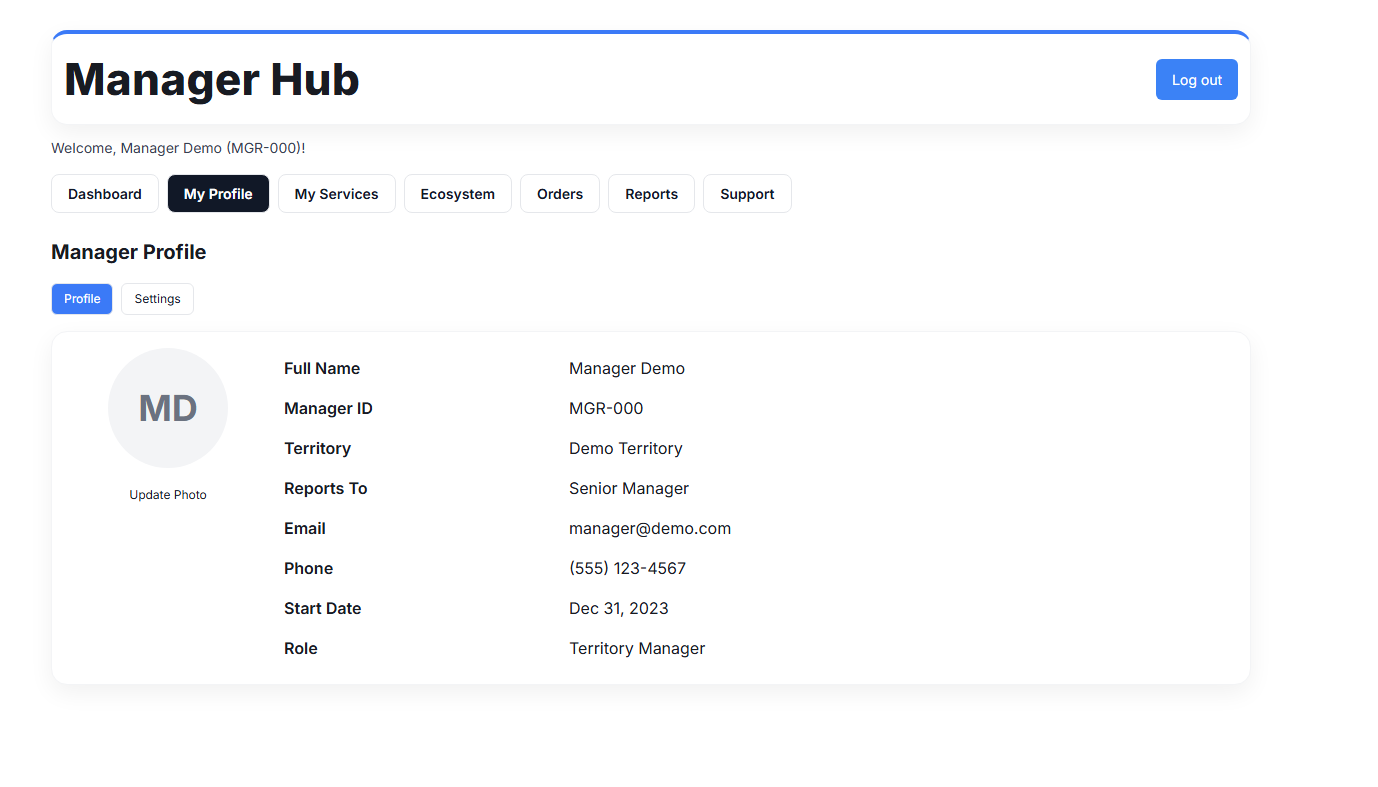 Manager Hub
Log out
Welcome, Manager Demo (MGR-000)!
Dashboard My Profile My Services Ecosystem Orders Reports Support
Manager Profile
Profile Settings
MD
Update Photo
Full Name Manager Demo
Manager ID MGR-000
Territory Demo Territory
Reports To Senior Manager
Email manager@demo.com
Phone (555) 123-4567
Start Date Dec 31, 2023
Role Territory Manager